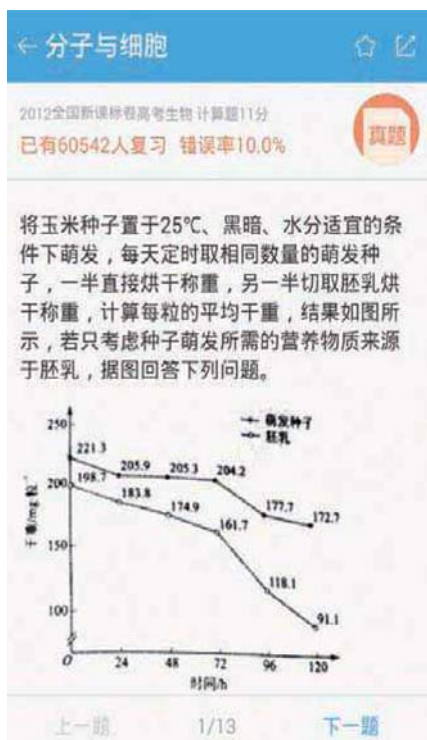 分子与细胞
2012全国新课标卷高考生物 计算题11分
已有60542人复习 错误率10.0%
真题
将玉米种子置于25℃、黑暗、水分适宜的条
件下萌发，每天定时取相同数量的萌发种
子，一半直接烘干称重，另一半切取胚乳烘
干称重，计算每粒的平均干重，结果如图所
示，若只考虑种子萌发所需的营养物质来源
于胚乳，据图回答下列问题。
250
萌发种子
胚乳
221.3
205.9
205.3
204.2
200
198.7
183.8
174.9
177.7
172.7
161.7
150
118.1
100
91.1
干重/mg·粒⁻¹
0
24
48
72
96
120
时间/h
上一题
1/13
下一题